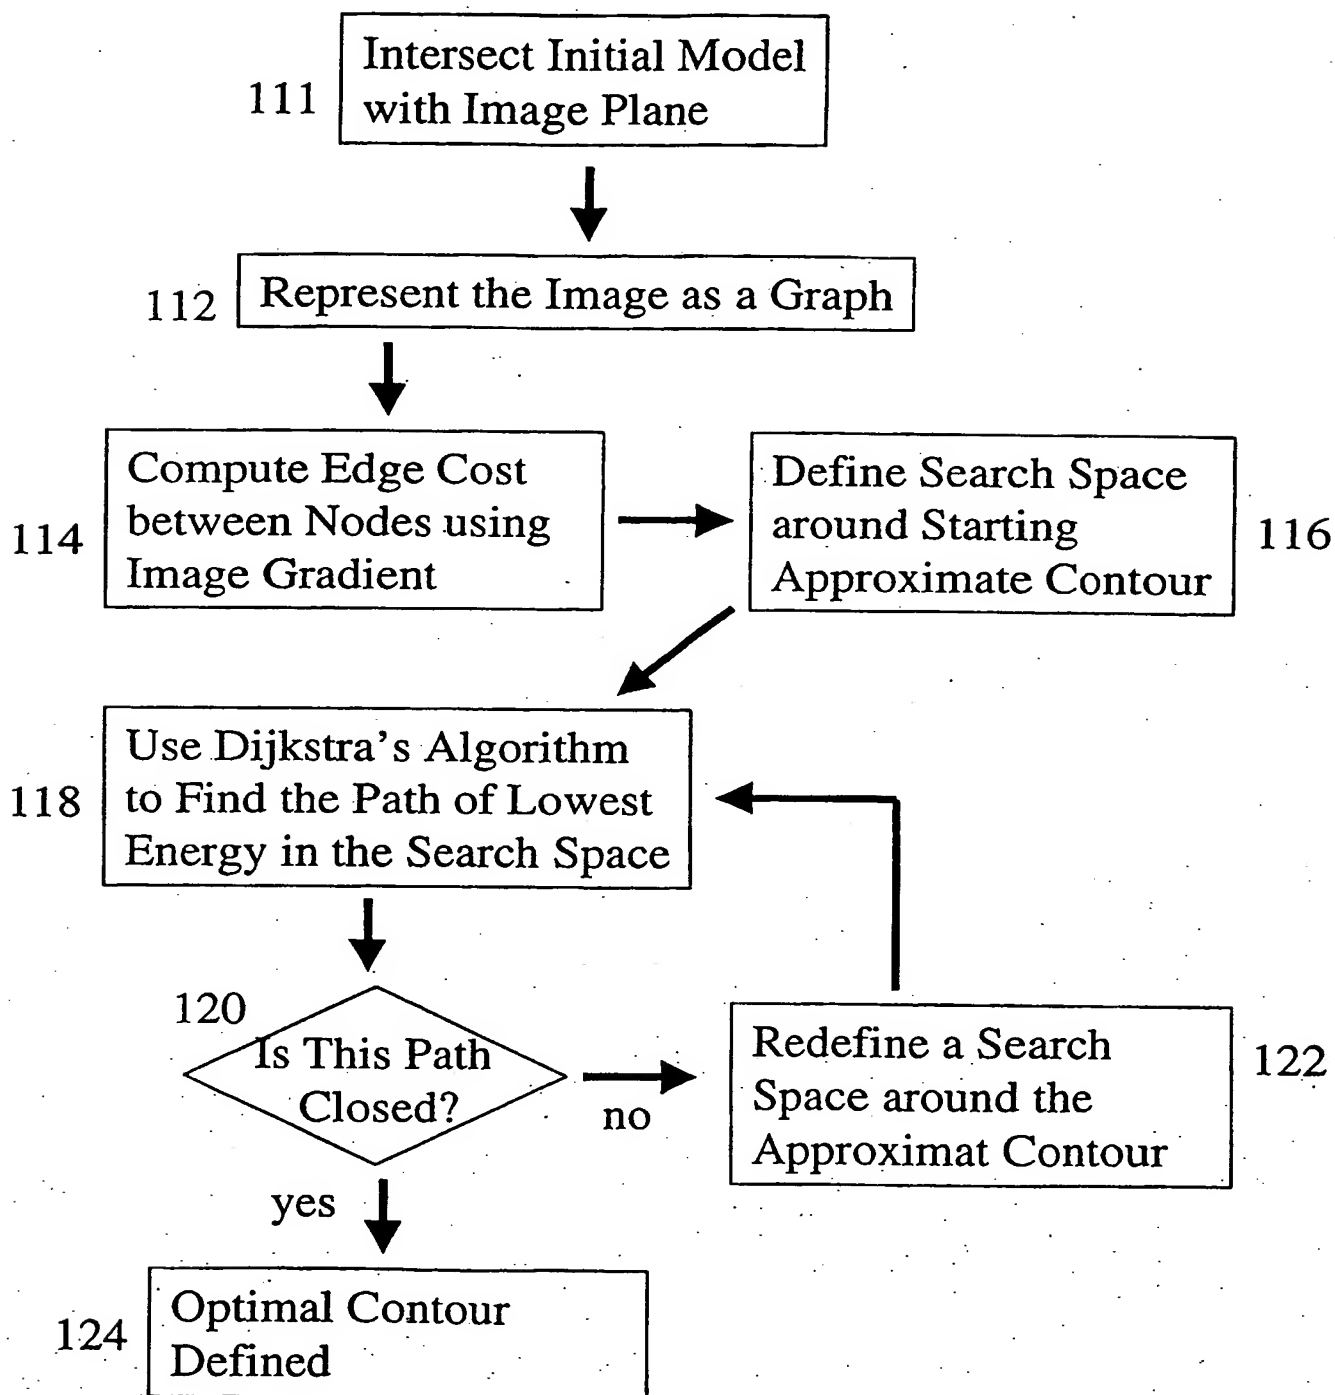 Intersect Initial Model
with Image Plane
111
Represent the Image as a Graph
112
Compute Edge Cost
between Nodes using
Image Gradient
114
Define Search Space
around Starting
Approximate Contour
116
Use Dijkstra's Algorithm
to Find the Path of Lowest
Energy in the Search Space
118
120
Is This Path
Closed?
no
Redefine a Search
Space around the
Approximat Contour
122
yes
Optimal Contour
Defined
124